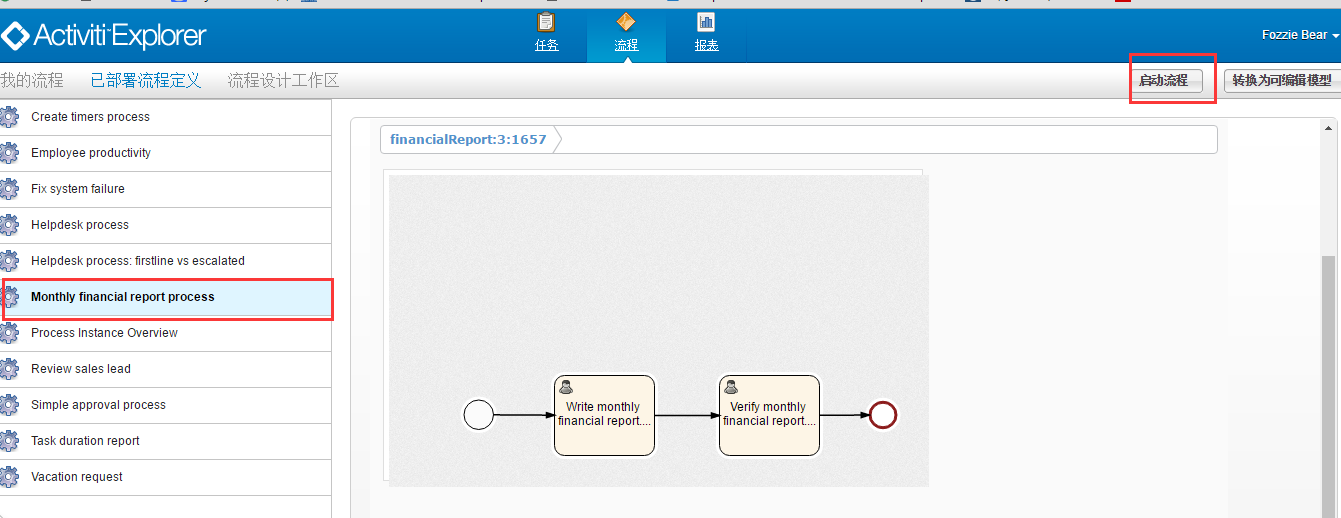 Activiti Explorer
任务
流程
报表
Fozzie Bear
我的流程 已部署流程定义 流程设计工作区
启动流程
转换为可编辑模型
Create timers process
Employee productivity
Fix system failure
Helpdesk process
Helpdesk process: firstline vs escalated
Monthly financial report process
Process Instance Overview
Review sales lead
Simple approval process
Task duration report
Vacation request
financialReport:3:1657
Write monthly
financial report....
Verify monthly
financial report....